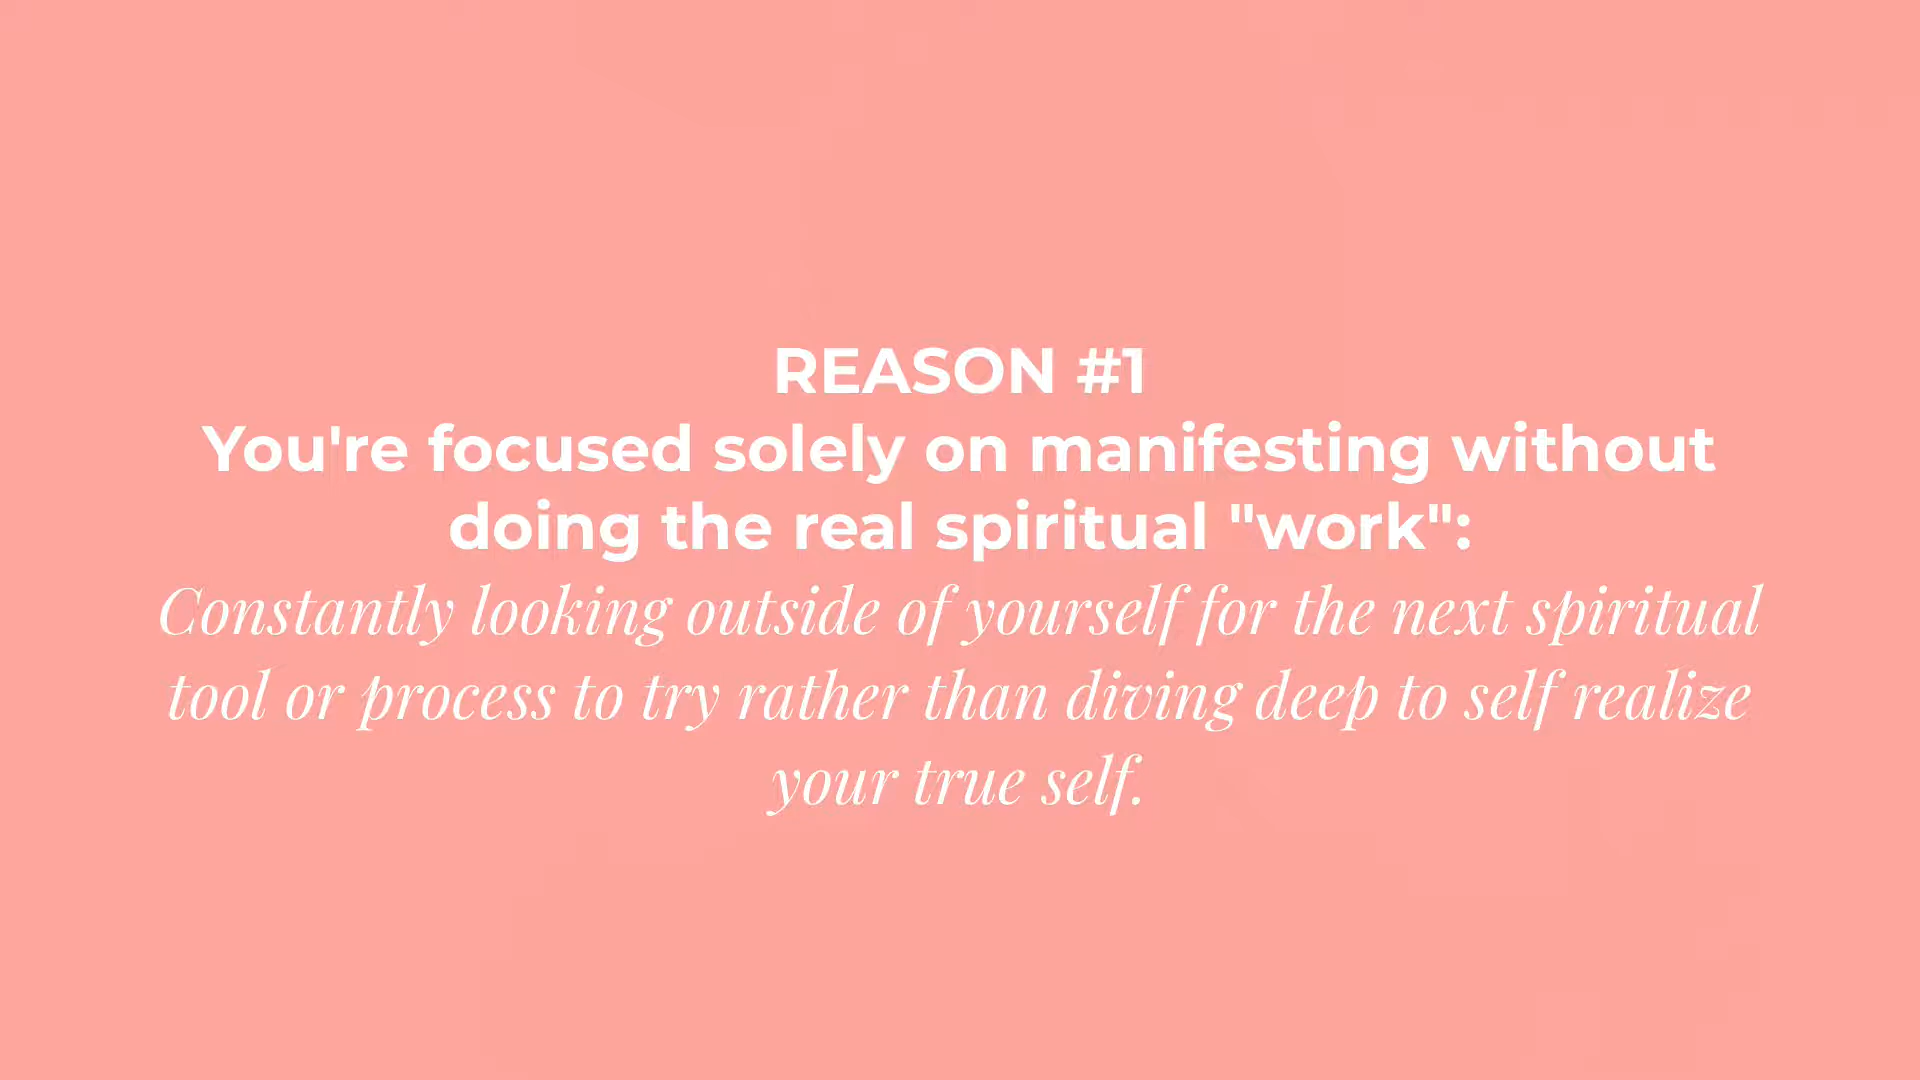 REASON #1
You're focused solely on manifesting without
doing the real spiritual "work":
Constantly looking outside of yourself for the next spiritual
tool or process to try rather than diving deep to self realize
your true self.